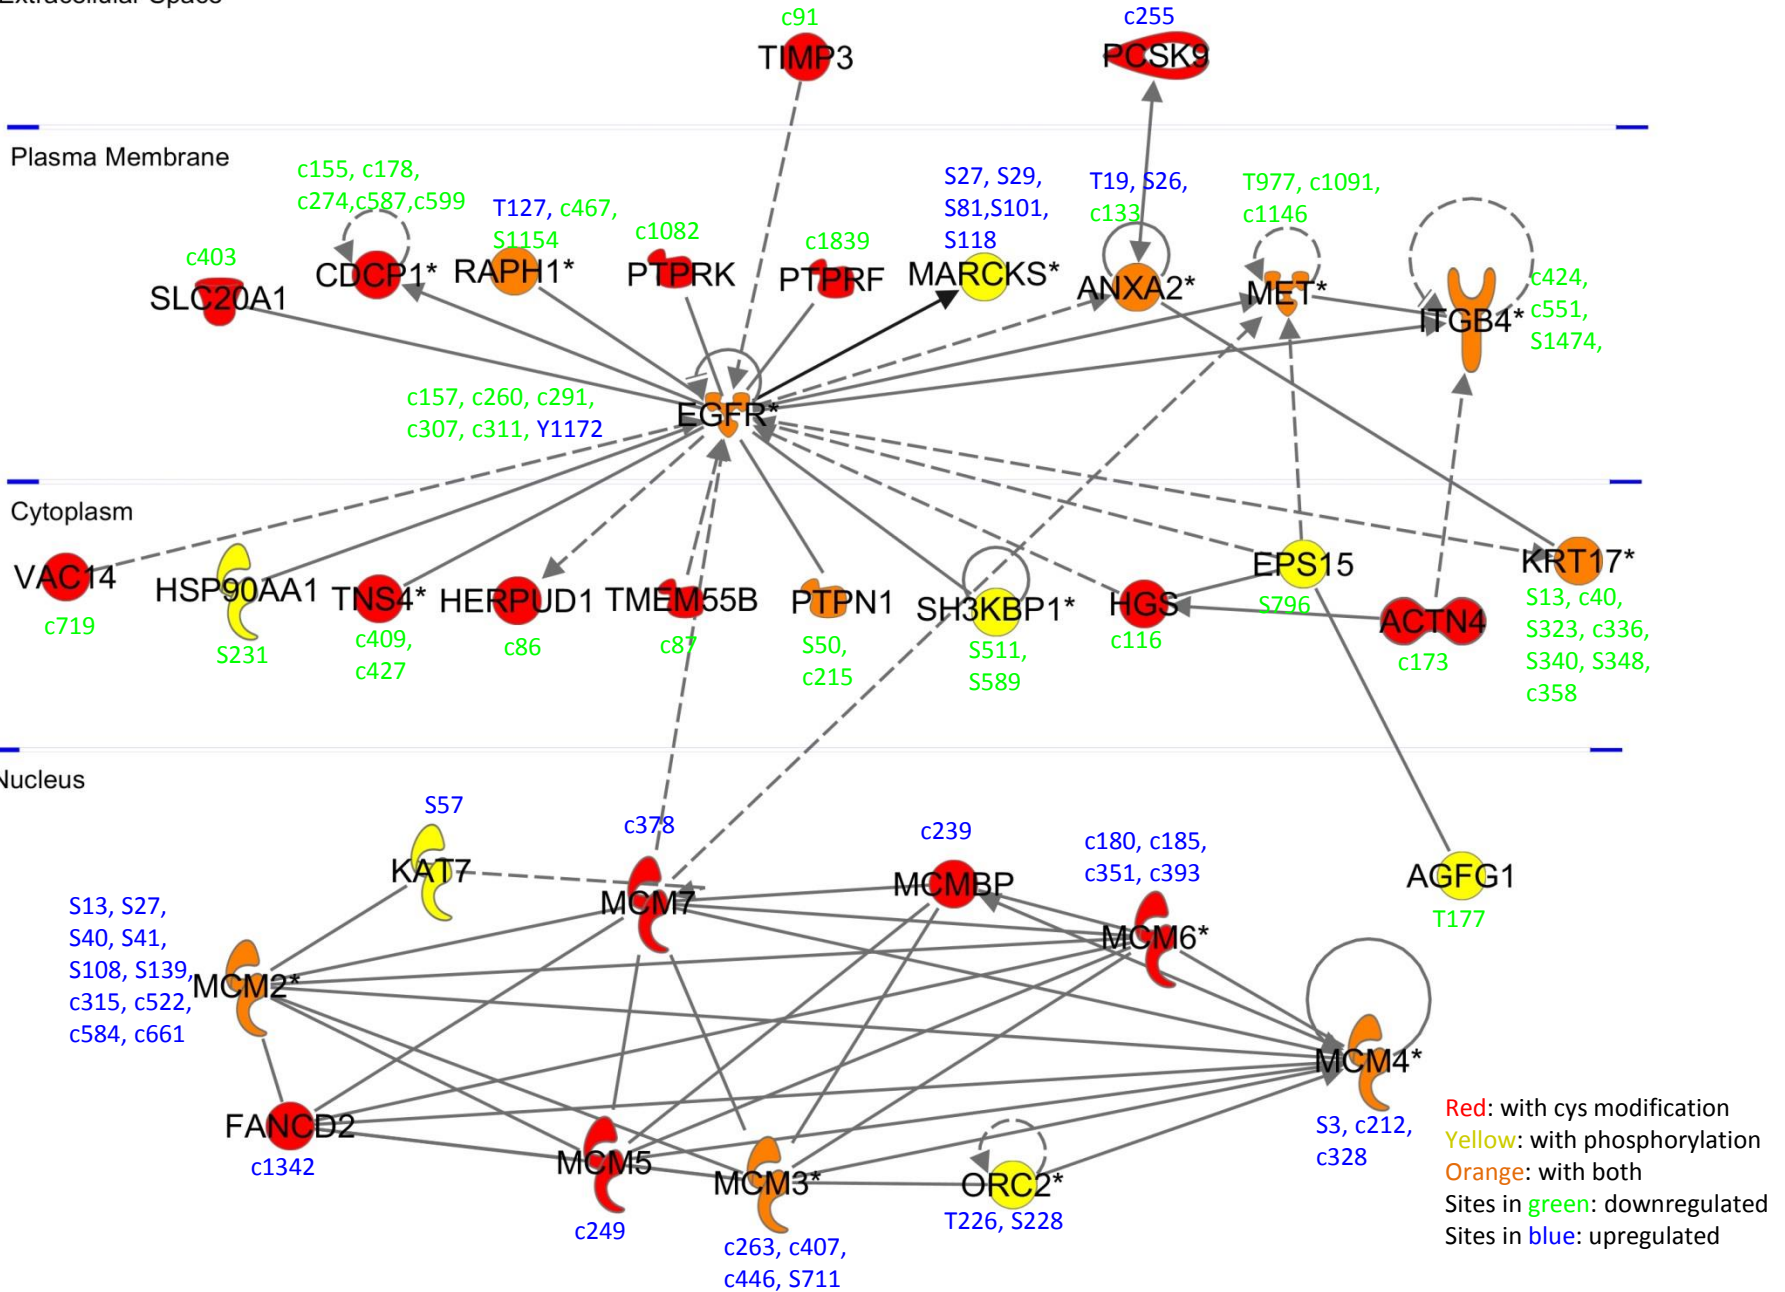 Extracellular Space
c91
c255
TIMP3
PCSK9
Plasma Membrane
c155, c178,
c274,c587,c599
T127, c467,
S1154
c1082
c1839
S27, S29,
S81,S101,
S118
T19, S26,
c133
T977, c1091,
c1146
c403
SLC20A1
CDCP1*
RAPH1*
PTPRK
PTPRF
MARCKS*
ANXA2*
MET*
ITGB4*
c424,
c551,
S1474,
c157, c260, c291,
c307, c311, Y1172
EGFR*
Cytoplasm
VAC14
HSP90AA1
TNS4*
HERPUD1
TMEM55B
PTPN1
SH3KBP1*
HGS
EPS15
ACTN4
KRT17*
c719
S231
c409,
c427
c86
c87
S50,
c215
S511,
S589
c116
S796
c173
S13, c40,
S323, c336,
S340, S348,
c358
Nucleus
S57
c378
c239
c180, c185,
c351, c393
KAT7
MCM7
MCMBP
MCM6*
AGFG1
T177
S13, S27,
S40, S41,
S108, S139,
c315, c522,
c584, c661
MCM2*
MCM4*
S3, c212,
c328
FANCD2
c1342
MCM5
c249
MCM3*
c263, c407,
c446, S711
ORC2*
T226, S228
Red: with cys modification
Yellow: with phosphorylation
Orange: with both
Sites in green: downregulated
Sites in blue: upregulated